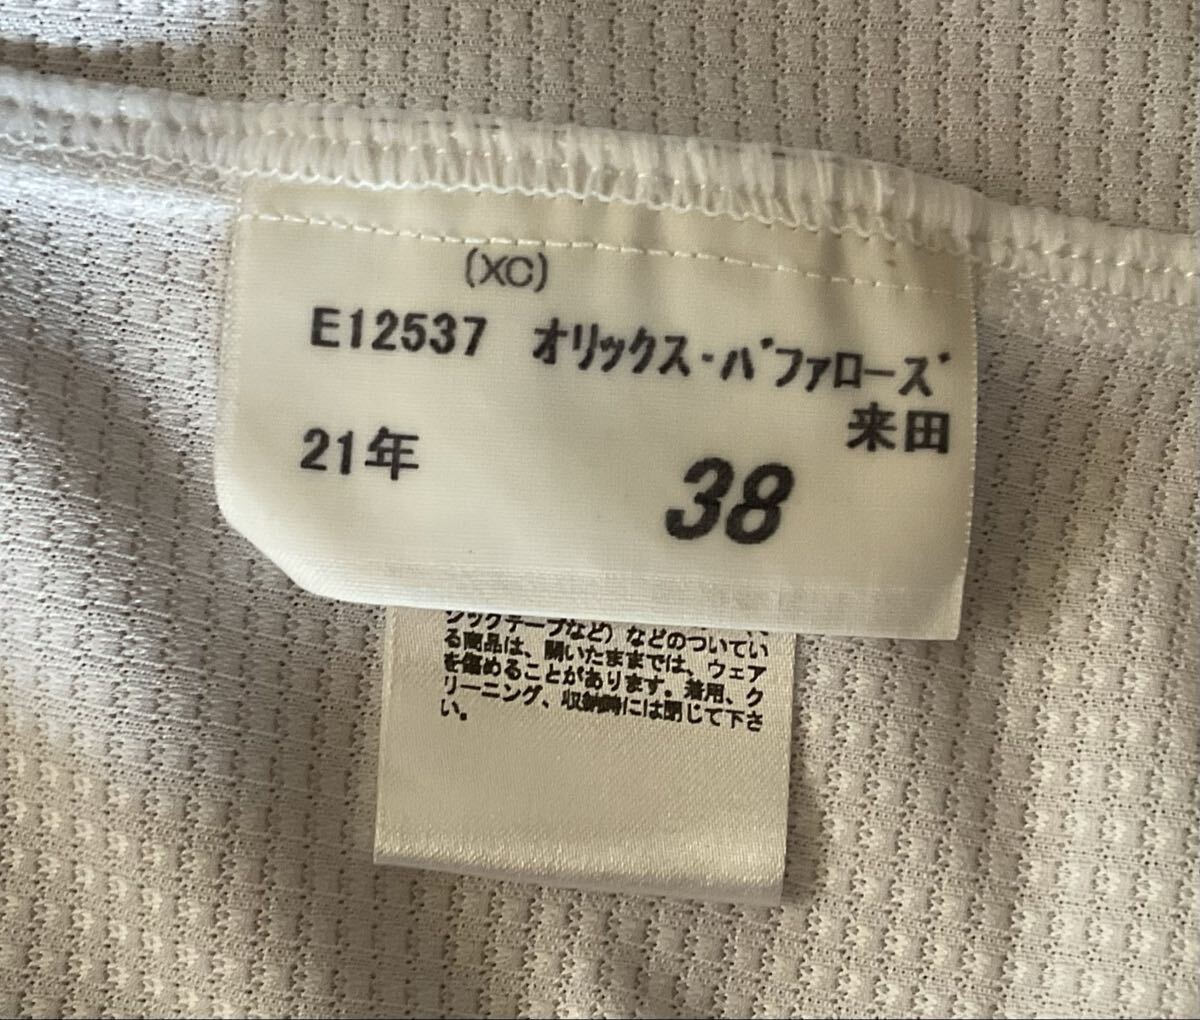 (XC)
E12537 オリックス・バファローズ
来田
21年
38
シックテープなど）などのついてい
る商品は、開いたままでは、ウェア
を傷めることがあります。着用、ク
リーニング、収納時には閉じて下さ
い。